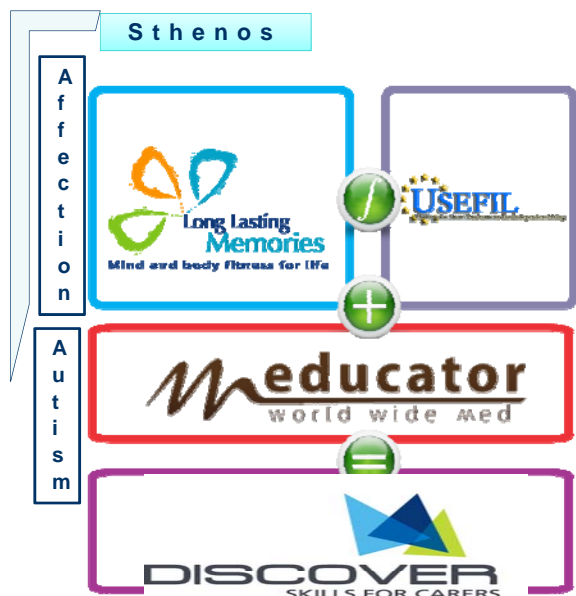 Sthenos
Affection
Long Lasting
Memories
Mind and body fitness for life
∫
USEFIL
+
Autism
meducator
world wide med
=
DISCOVER
SKILLS FOR CARERS